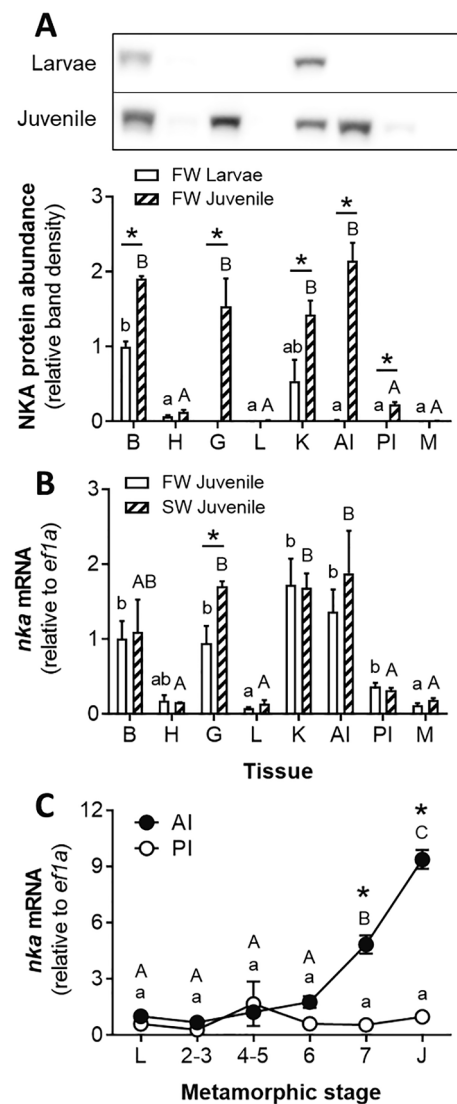 A
Larvae
Juvenile
FW Larvae
FW Juvenile
NKA protein abundance
(relative band density)
3
2
1
0
* * * * *
b B a A B a A ab B a B a A a A
B H G L K AI PI M
B
FW Juvenile
SW Juvenile
nka mRNA
(relative to ef1a)
3
2
1
0
*
b AB ab A b B a A b B b B b A a A
B H G L K AI PI M
Tissue
C
AI
PI
nka mRNA
(relative to ef1a)
12
9
6
3
0
* *
A A A A B C
a a a a a a
L 2-3 4-5 6 7 J
Metamorphic stage